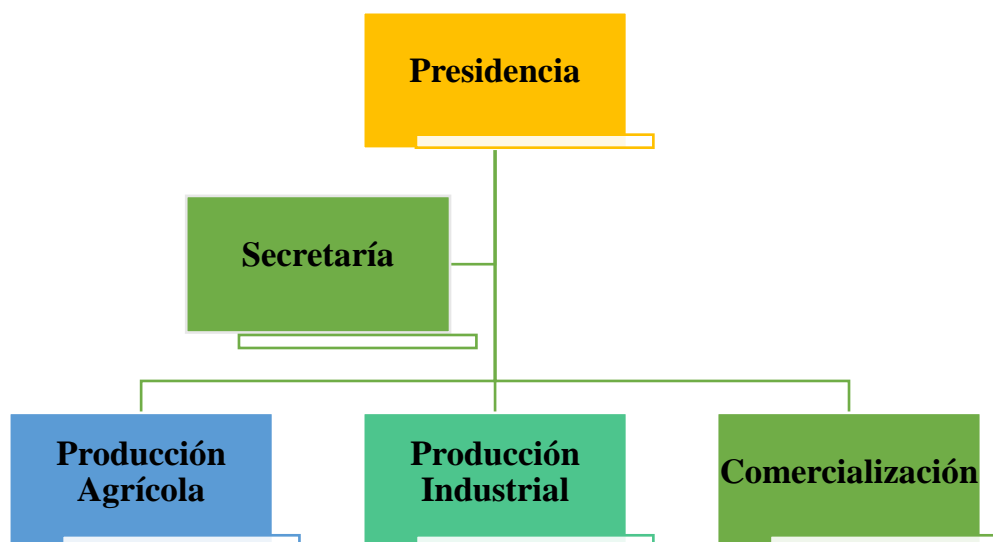 Presidencia
Secretaría
Producción
Agrícola
Producción
Industrial
Comercialización